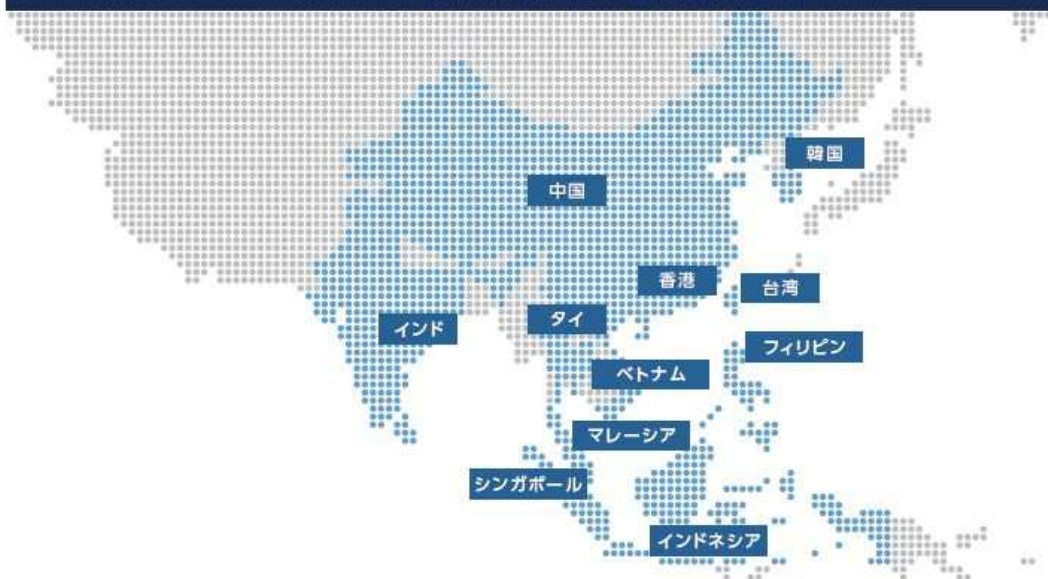 韓国
中国
香港
台湾
インド
タイ
フィリピン
ベトナム
マレーシア
シンガポール
インドネシア